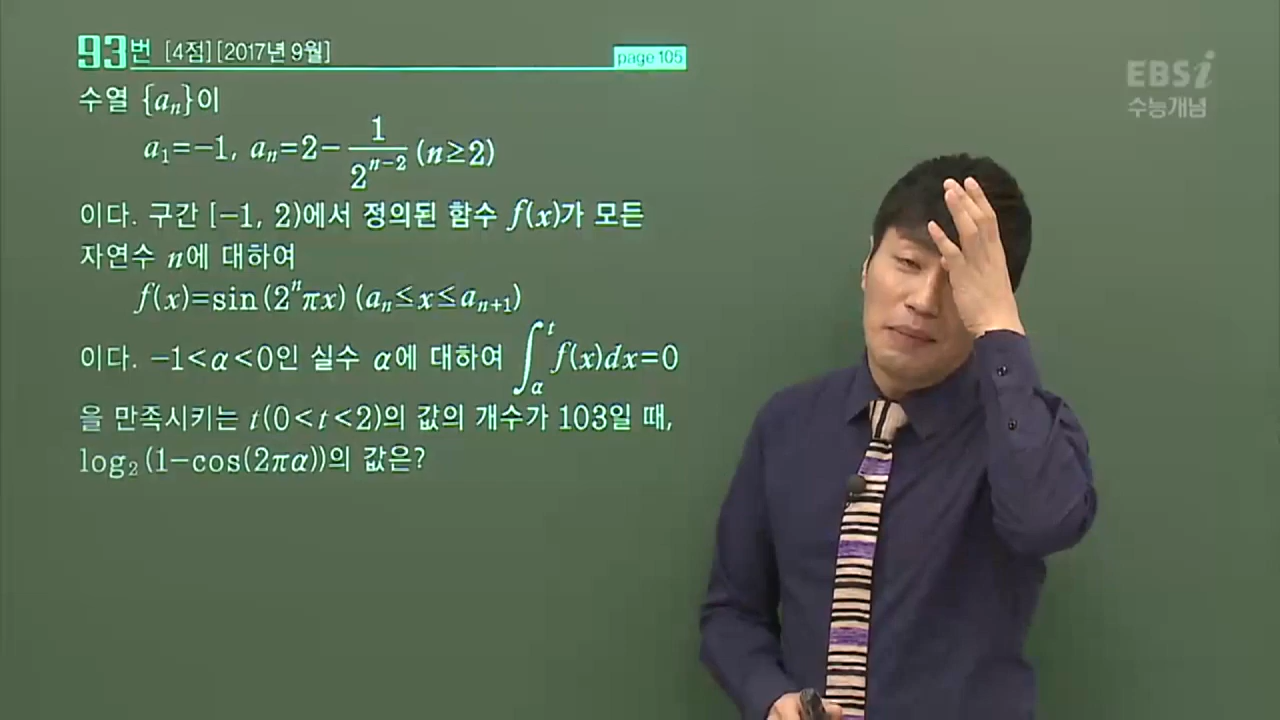 93번 [4점] [2017년 9월] page 105
EBSi
수능개념
수열 {aₙ}이
a₁=−1, aₙ=2−1/2ⁿ⁻² (n≥2)
이다. 구간 [−1, 2)에서 정의된 함수 f(x)가 모든
자연수 n에 대하여
f(x)=sin(2ⁿπx) (aₙ≤x≤aₙ₊₁)
이다. −1<α<0인 실수 α에 대하여 ∫_α^t f(x)dx=0
을 만족시키는 t(0<t<2)의 값의 개수가 103일 때,
log₂(1−cos(2πα))의 값은?